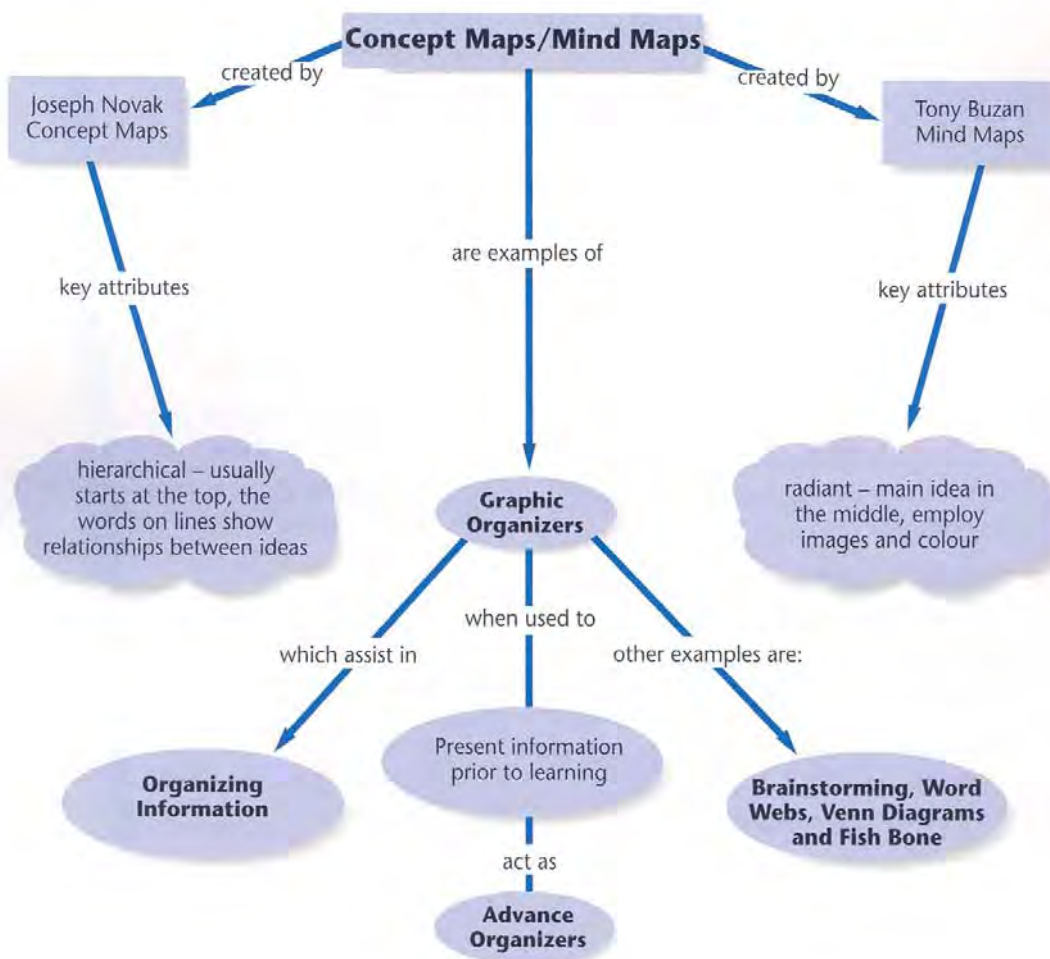 Concept Maps/Mind Maps
created by
created by
Joseph Novak
Concept Maps
Tony Buzan
Mind Maps
are examples of
key attributes
key attributes
hierarchical – usually
starts at the top, the
words on lines show
relationships between ideas
Graphic
Organizers
radiant – main idea in
the middle, employ
images and colour
which assist in
when used to
other examples are:
Organizing
Information
Present information
prior to learning
Brainstorming, Word
Webs, Venn Diagrams
and Fish Bone
act as
Advance
Organizers